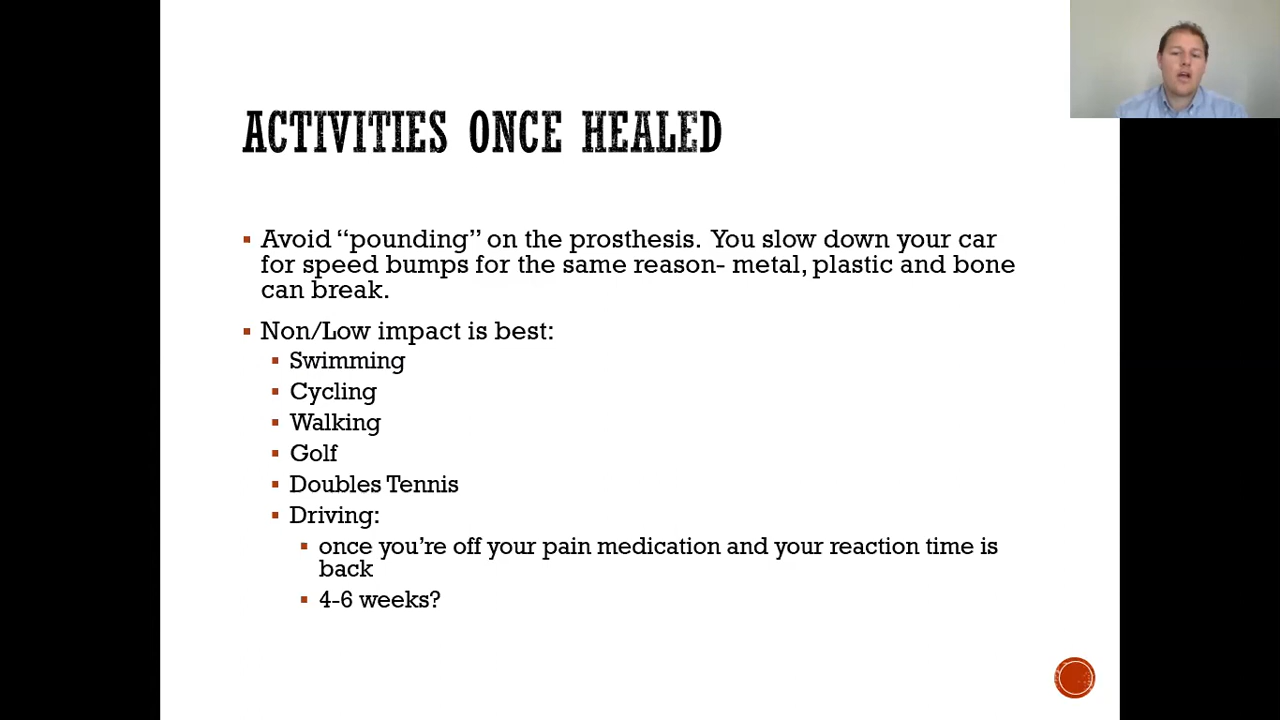 ACTIVITIES ONCE HEALED
Avoid “pounding” on the prosthesis. You slow down your car
for speed bumps for the same reason- metal, plastic and bone
can break.
Non/Low impact is best:
Swimming
Cycling
Walking
Golf
Doubles Tennis
Driving:
once you’re off your pain medication and your reaction time is
back
4-6 weeks?